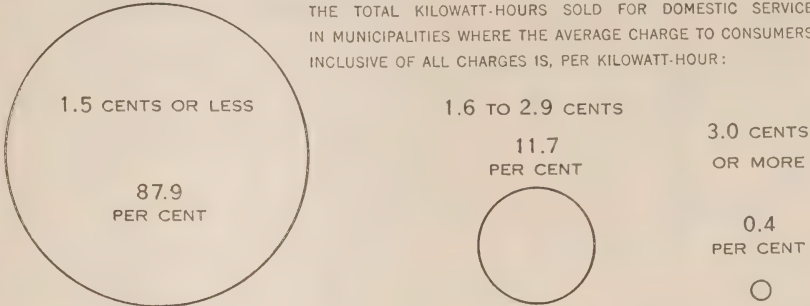 THE TOTAL KILOWATT-HOURS SOLD FOR DOMESTIC SERVICE
IN MUNICIPALITIES WHERE THE AVERAGE CHARGE TO CONSUMERS
INCLUSIVE OF ALL CHARGES IS, PER KILOWATT-HOUR:
1.5 CENTS OR LESS
87.9
PER CENT
1.6 TO 2.9 CENTS
11.7
PER CENT
3.0 CENTS
OR MORE
0.4
PER CENT